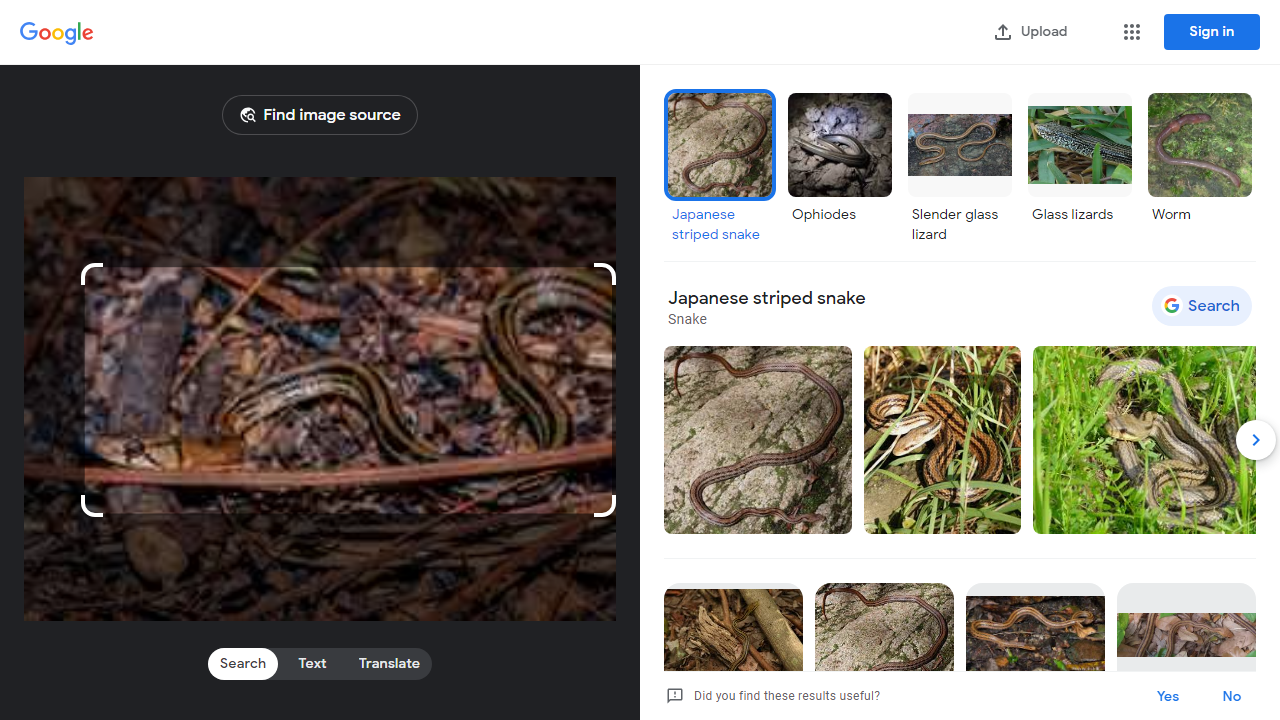 Google
Upload
Sign in
Find image source
Japanese
striped snake
Ophiodes
Slender glass
lizard
Glass lizards
Worm
Japanese striped snake
Snake
Search
Search
Text
Translate
Did you find these results useful?
Yes
No